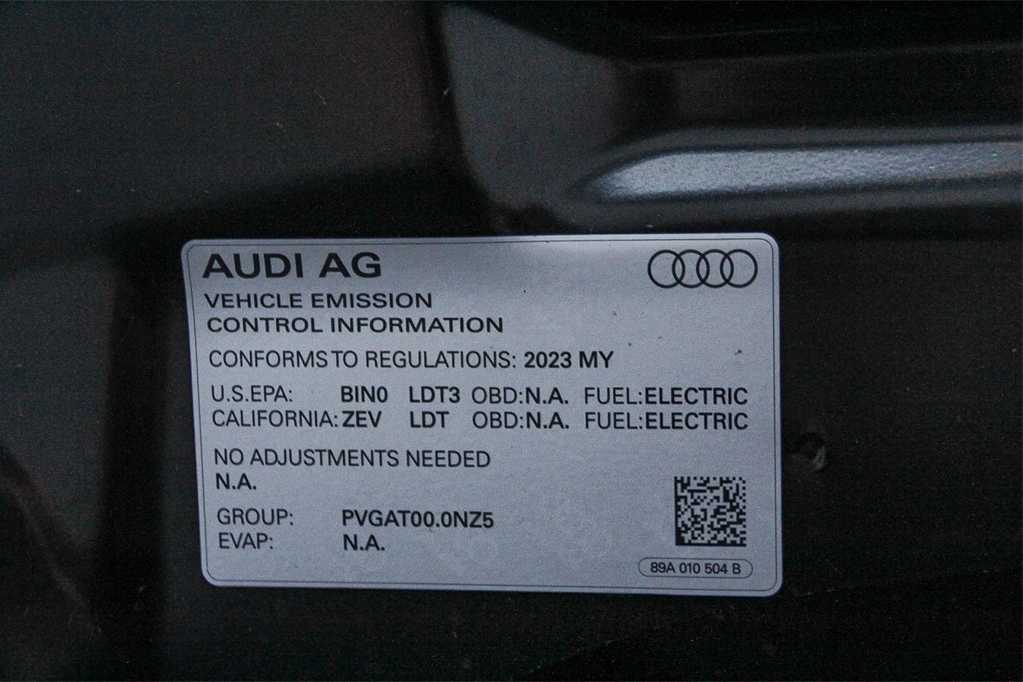 AUDI AG
VEHICLE EMISSION
CONTROL INFORMATION
CONFORMS TO REGULATIONS: 2023 MY
U.S.EPA: BIN0 LDT3 OBD:N.A. FUEL:ELECTRIC
CALIFORNIA: ZEV LDT OBD:N.A. FUEL:ELECTRIC
NO ADJUSTMENTS NEEDED
N.A.
GROUP: PVGAT00.0NZ5
EVAP: N.A.
89A 010 504 B